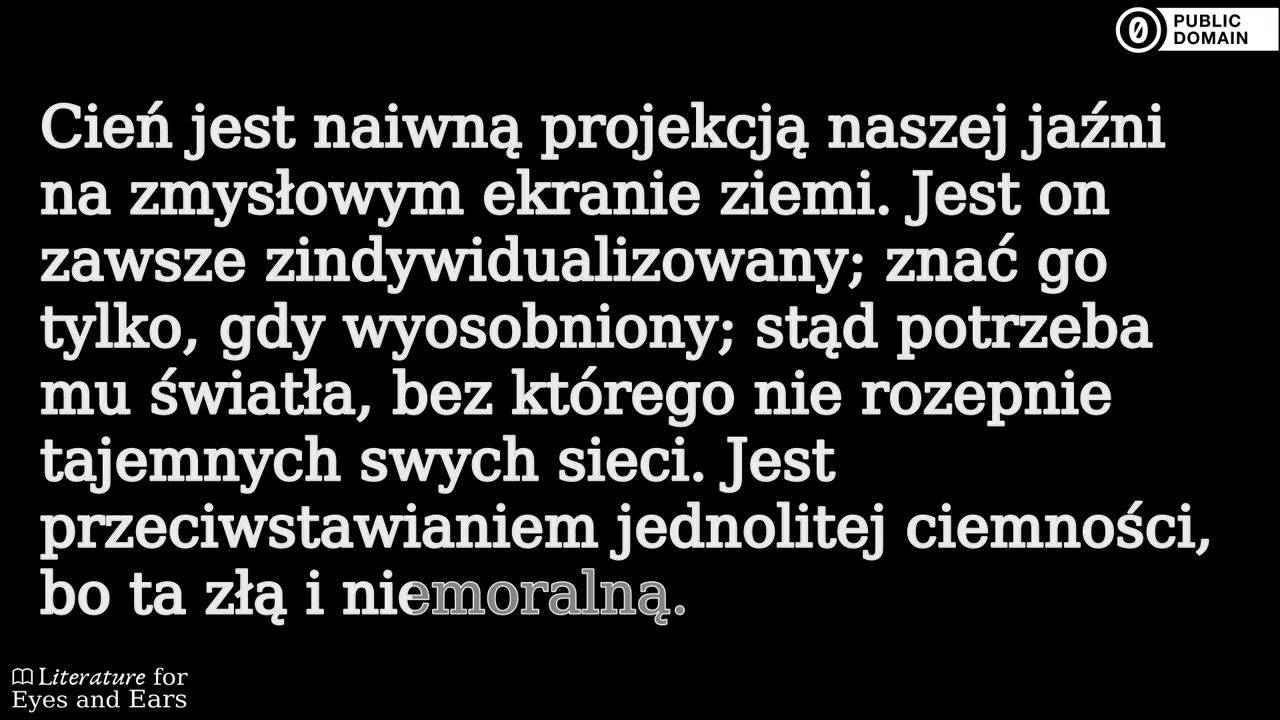 PUBLIC
DOMAIN
Cień jest naiwną projekcją naszej jaźni
na zmysłowym ekranie ziemi. Jest on
zawsze zindywidualizowany; znać go
tylko, gdy wyosobniony; stąd potrzeba
mu światła, bez którego nie rozepnie
tajemnych swych sieci. Jest
przeciwstawianiem jednolitej ciemności,
bo ta złą i niemoralną.
Literature for
Eyes and Ears